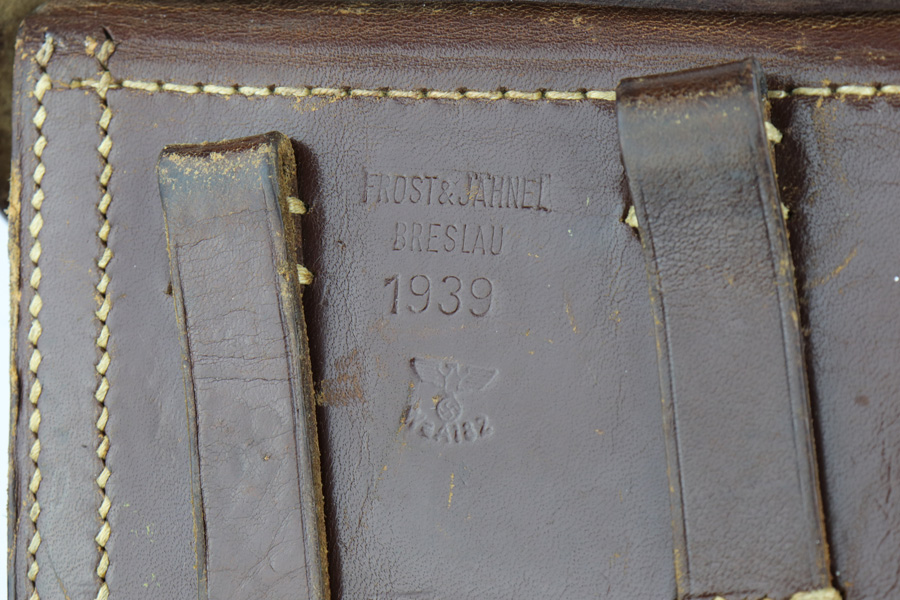 FROST & JÄHNEL
BRESLAU
1939
WaA182